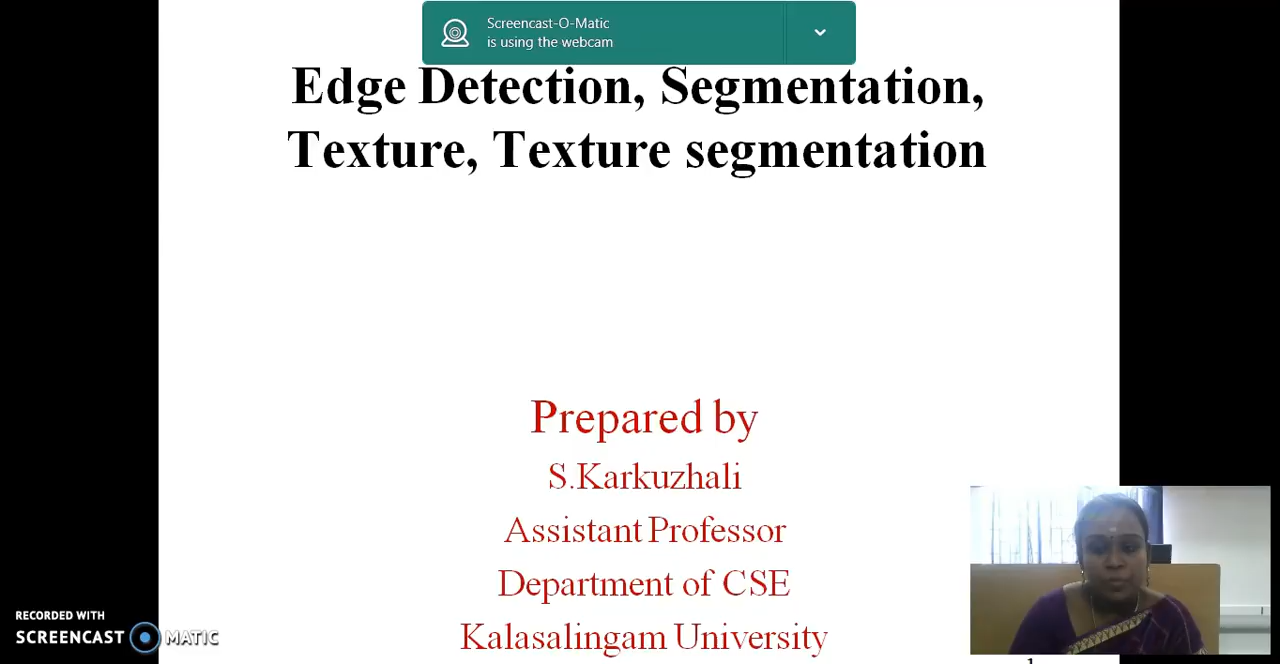 Screencast-O-Matic
is using the webcam
Edge Detection, Segmentation,
Texture, Texture segmentation
Prepared by
S.Karkuzhali
Assistant Professor
Department of CSE
Kalasalingam University
RECORDED WITH
SCREENCAST MATIC